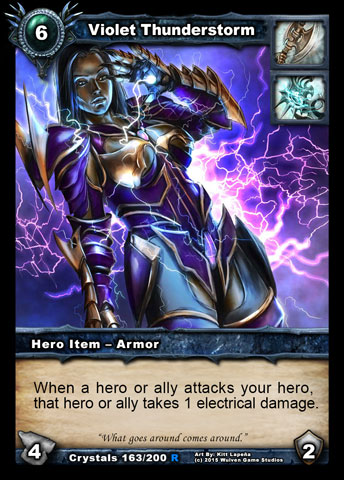 6
Violet Thunderstorm
Hero Item – Armor
When a hero or ally attacks your hero,
that hero or ally takes 1 electrical damage.
"What goes around comes around."
4
Crystals 163/200 R
Art By: Kitt Lapeña
(c) 2015 Wulven Game Studios
2